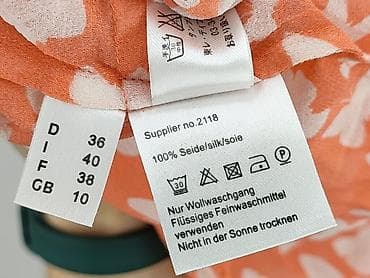 D 36
I 40
F 38
GB 10
Supplier no.2118
100% Seide/silk/soie
30
Nur Wollwaschgang
Flüssiges Feinwaschmittel
verwenden
Nicht in der Sonne trocknen